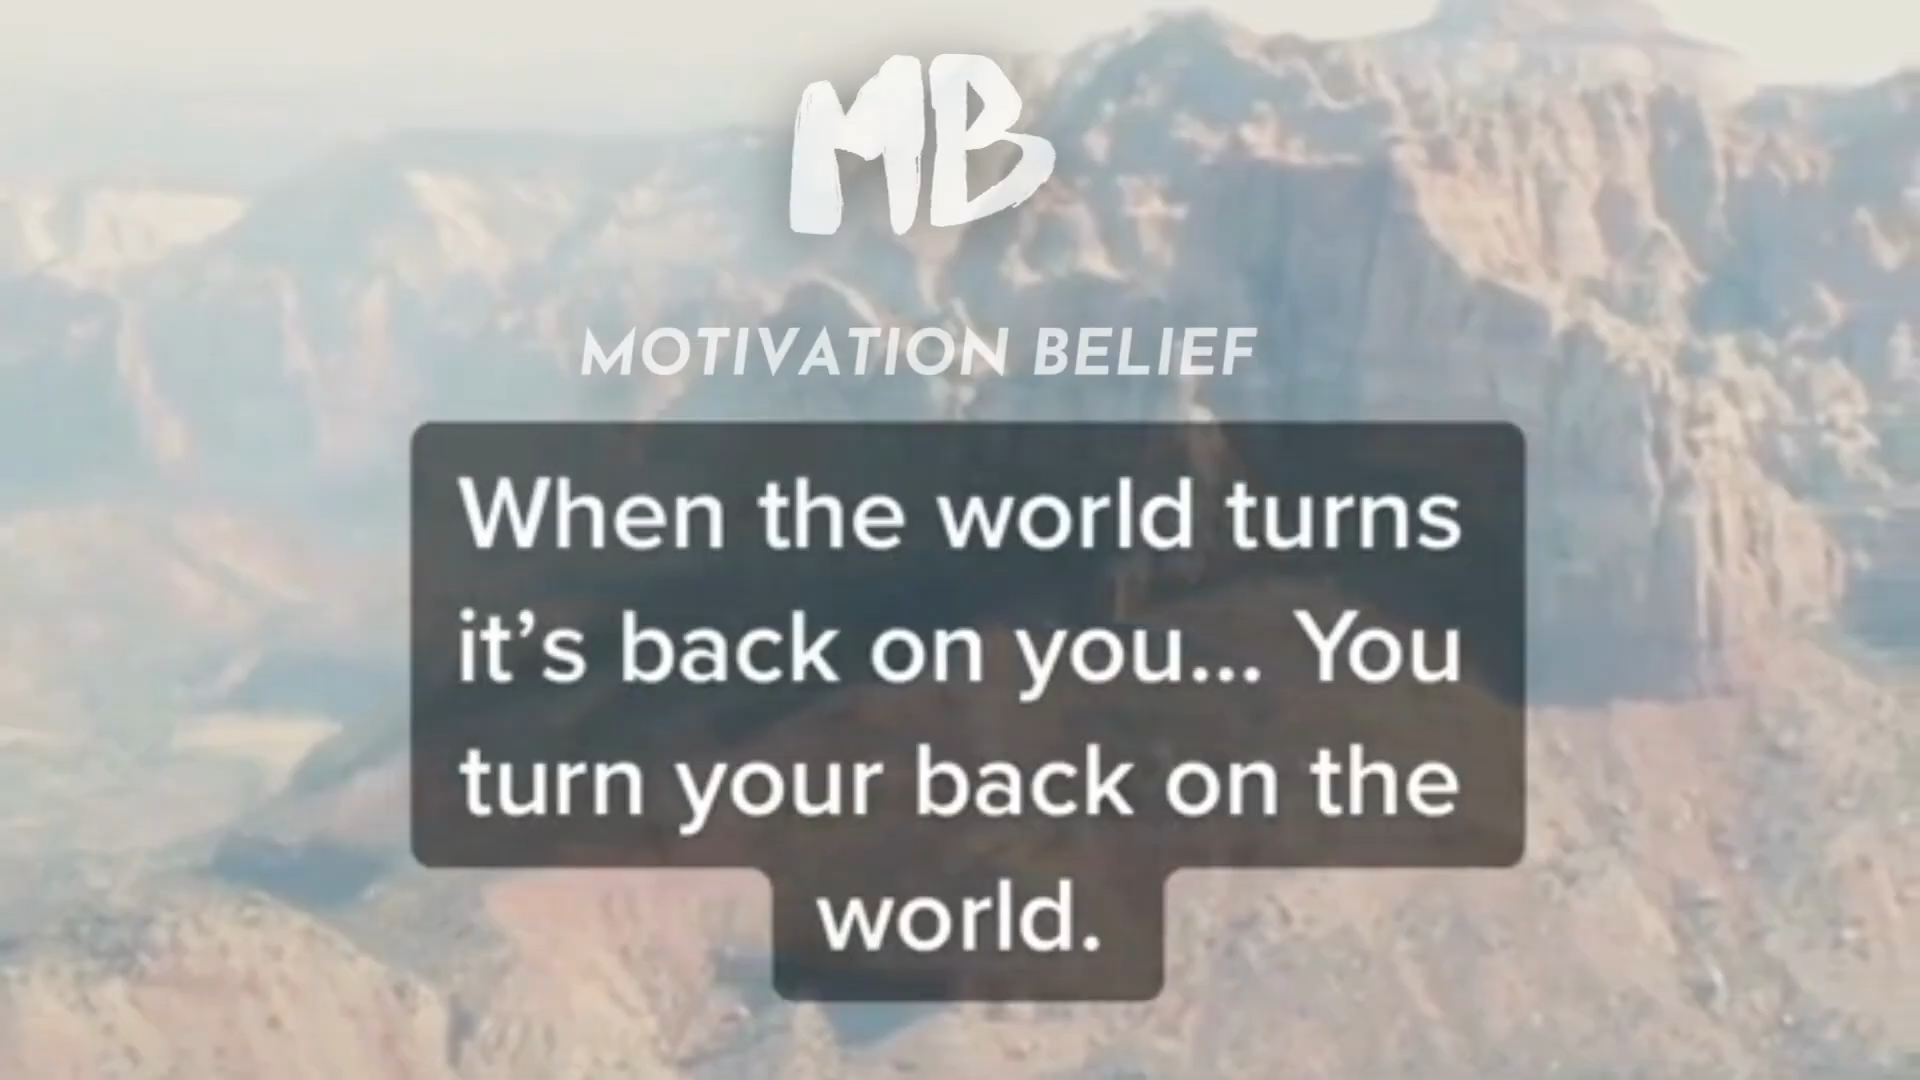 MB
MOTIVATION BELIEF
When the world turns
it’s back on you... You
turn your back on the
world.